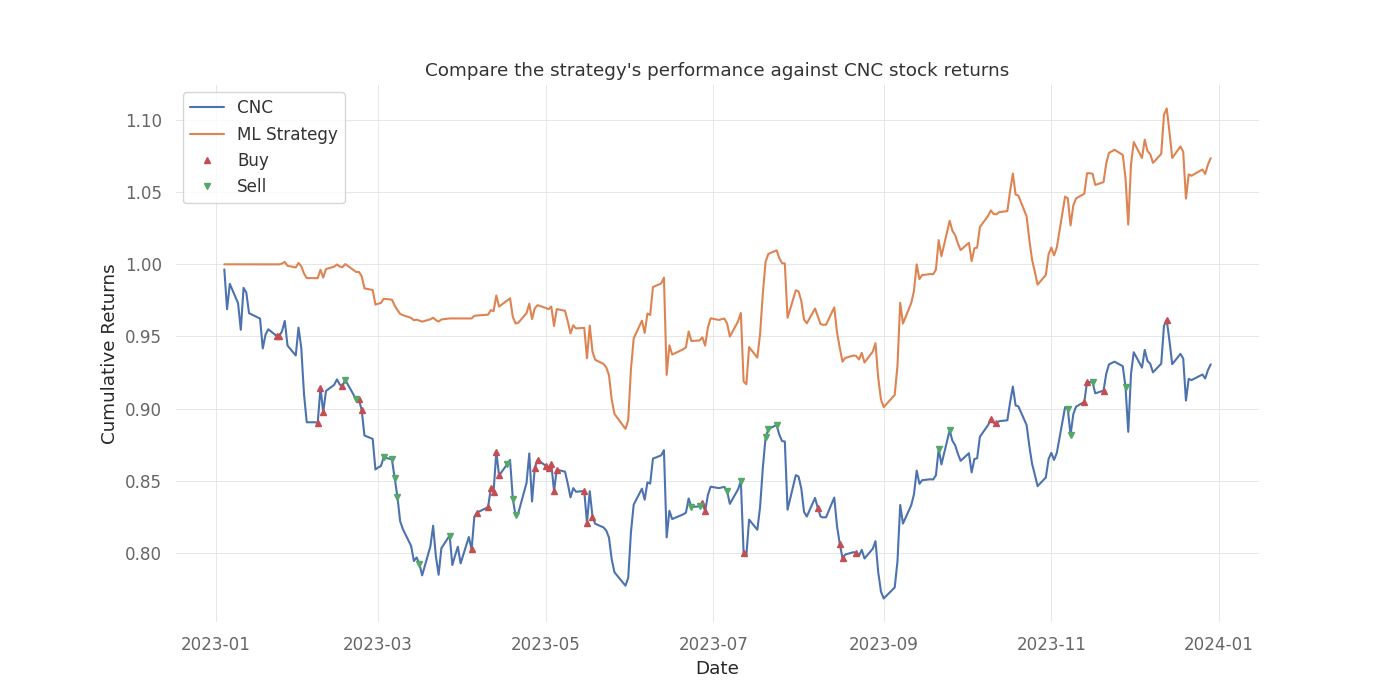 Compare the strategy's performance against CNC stock returns
CNC
ML Strategy
Buy
Sell
Cumulative Returns
1.10
1.05
1.00
0.95
0.90
0.85
0.80
2023-01 2023-03 2023-05 2023-07 2023-09 2023-11 2024-01
Date